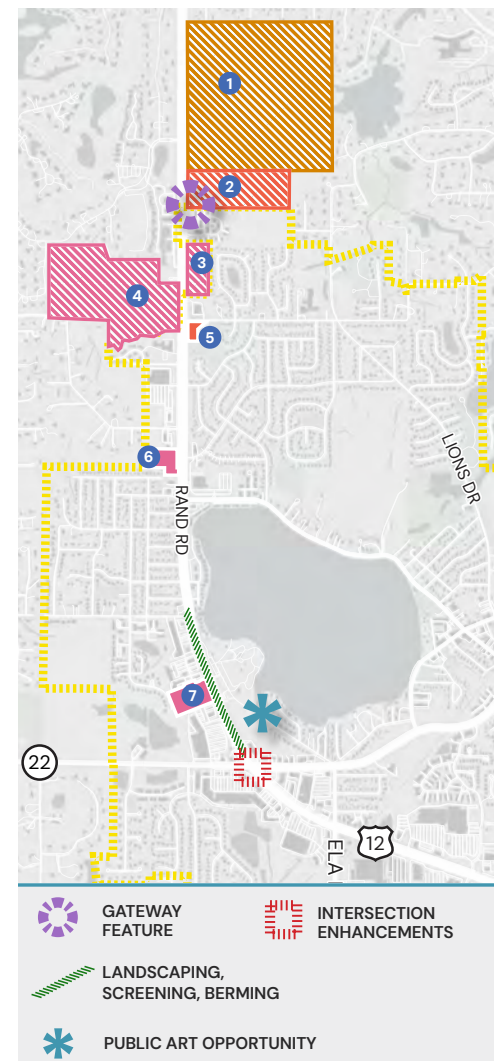 1
2
3
4
5
6
RAND RD
LIONS DR
7
22
12
ELA
GATEWAY
FEATURE
INTERSECTION
ENHANCEMENTS
LANDSCAPING,
SCREENING, BERMING
PUBLIC ART OPPORTUNITY